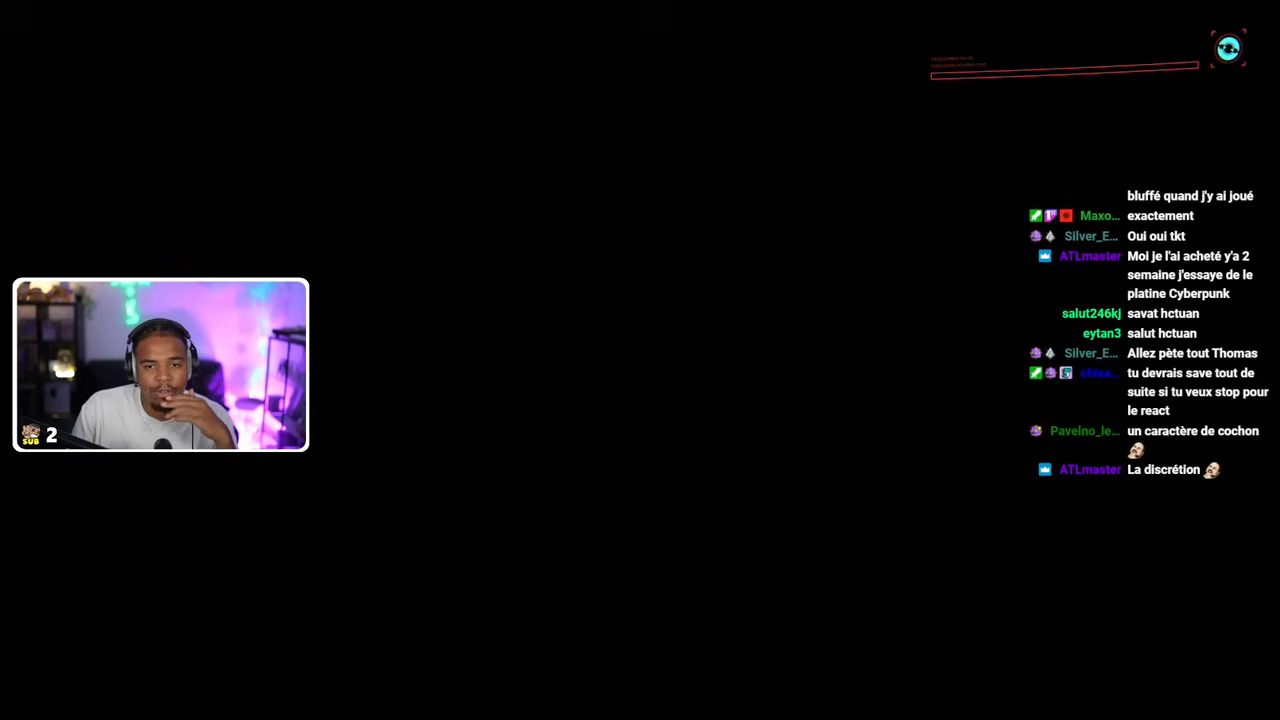 bluffé quand j'y ai joué
Maxo... exactement
Silver_E... Oui oui tkt
ATLmaster Moi je l'ai acheté y'a 2
semaine j'essaye de le
platine Cyberpunk
salut246kj savat hctuan
eytan3 salut hctuan
Silver_E... Allez pète tout Thomas
tu devrais save tout de
suite si tu veux stop pour
le react
Pavelno_le... un caractère de cochon
ATLmaster La discrétion
SUB 2